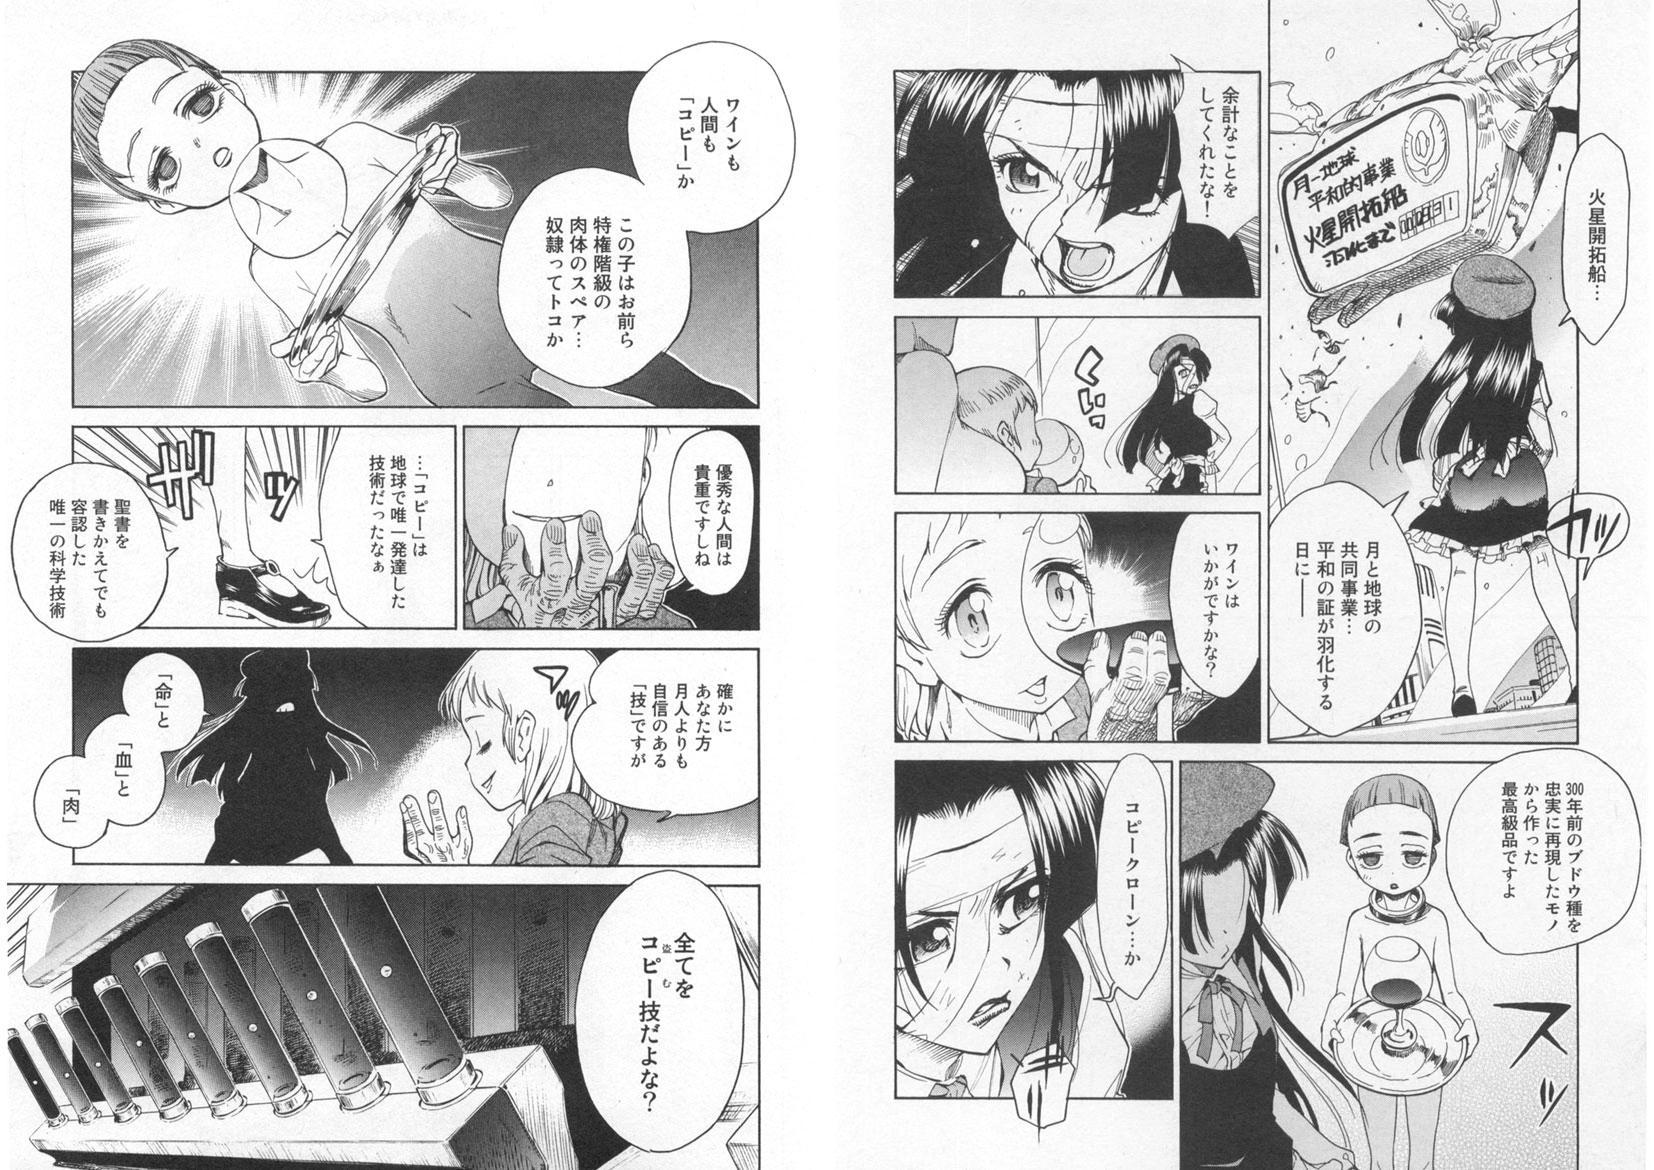 火星開拓船…
月ー地球
平和的事業
火星開拓船
羽化まで
ガッ
月と地球の
共同事業…
平和の証が羽化する
日に――
余計なことを
してくれたな！
くいっ
ワインは
いかがですかな？
300年前のブドウ種を
忠実に再現したモノ
から作った
最高級品ですよ
スッ
コピークローン…か
ワインも
人間も
「コピー」か
この子はお前ら
特権階級の
肉体のスペア…
奴隷ってトコか
優秀な人間は
貴重ですしね
…「コピー」は
地球で唯一発達した
技術だったなぁ
ギッ
聖書を
書きかえてでも
容認した
唯一の科学技術
確かに
あなた方
月人よりも
自信のある
「技」ですが
「命」と
「血」と
「肉」
全てを
コピー技だよな？
盗む